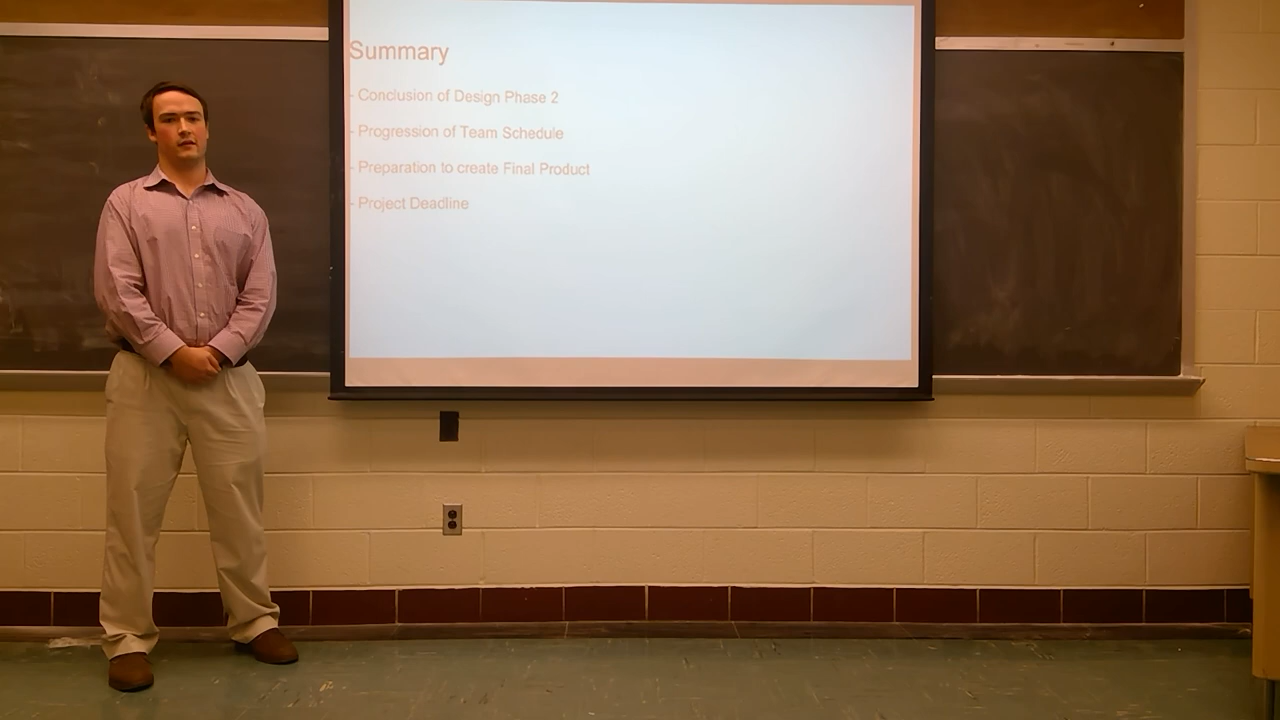 Summary
- Conclusion of Design Phase 2
- Progression of Team Schedule
- Preparation to create Final Product
- Project Deadline